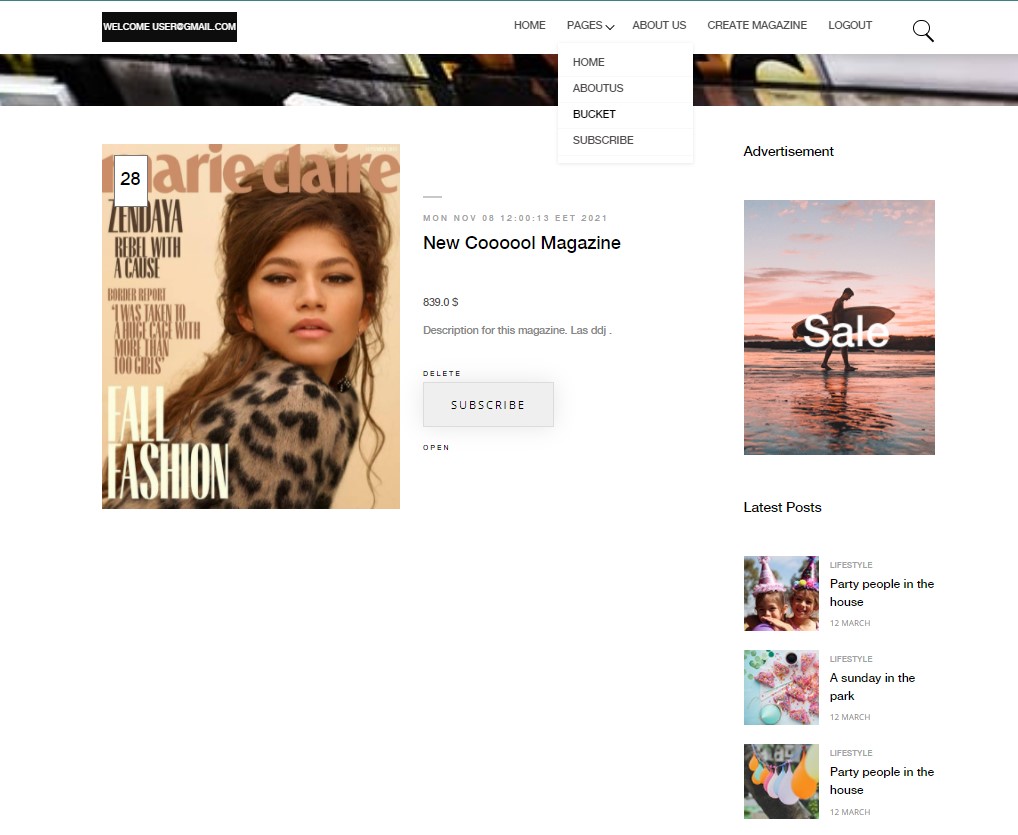 WELCOME USER@GMAIL.COM
HOME
PAGES
ABOUT US
CREATE MAGAZINE
LOGOUT
HOME
ABOUTUS
BUCKET
SUBSCRIBE
marie claire
28
ZENDAYA
REBEL WITH
A CAUSE
BORDER REPORT
"I WAS TAKEN TO
A HUGE CAGE WITH
MORE THAN
100 GIRLS"
FALL
FASHION
MON NOV 08 12:00:13 EET 2021
New Coooool Magazine
839.0 $
Description for this magazine. Las ddj .
DELETE
SUBSCRIBE
OPEN
Advertisement
Sale
Latest Posts
LIFESTYLE
Party people in the
house
12 MARCH
LIFESTYLE
A sunday in the
park
12 MARCH
LIFESTYLE
Party people in the
house
12 MARCH